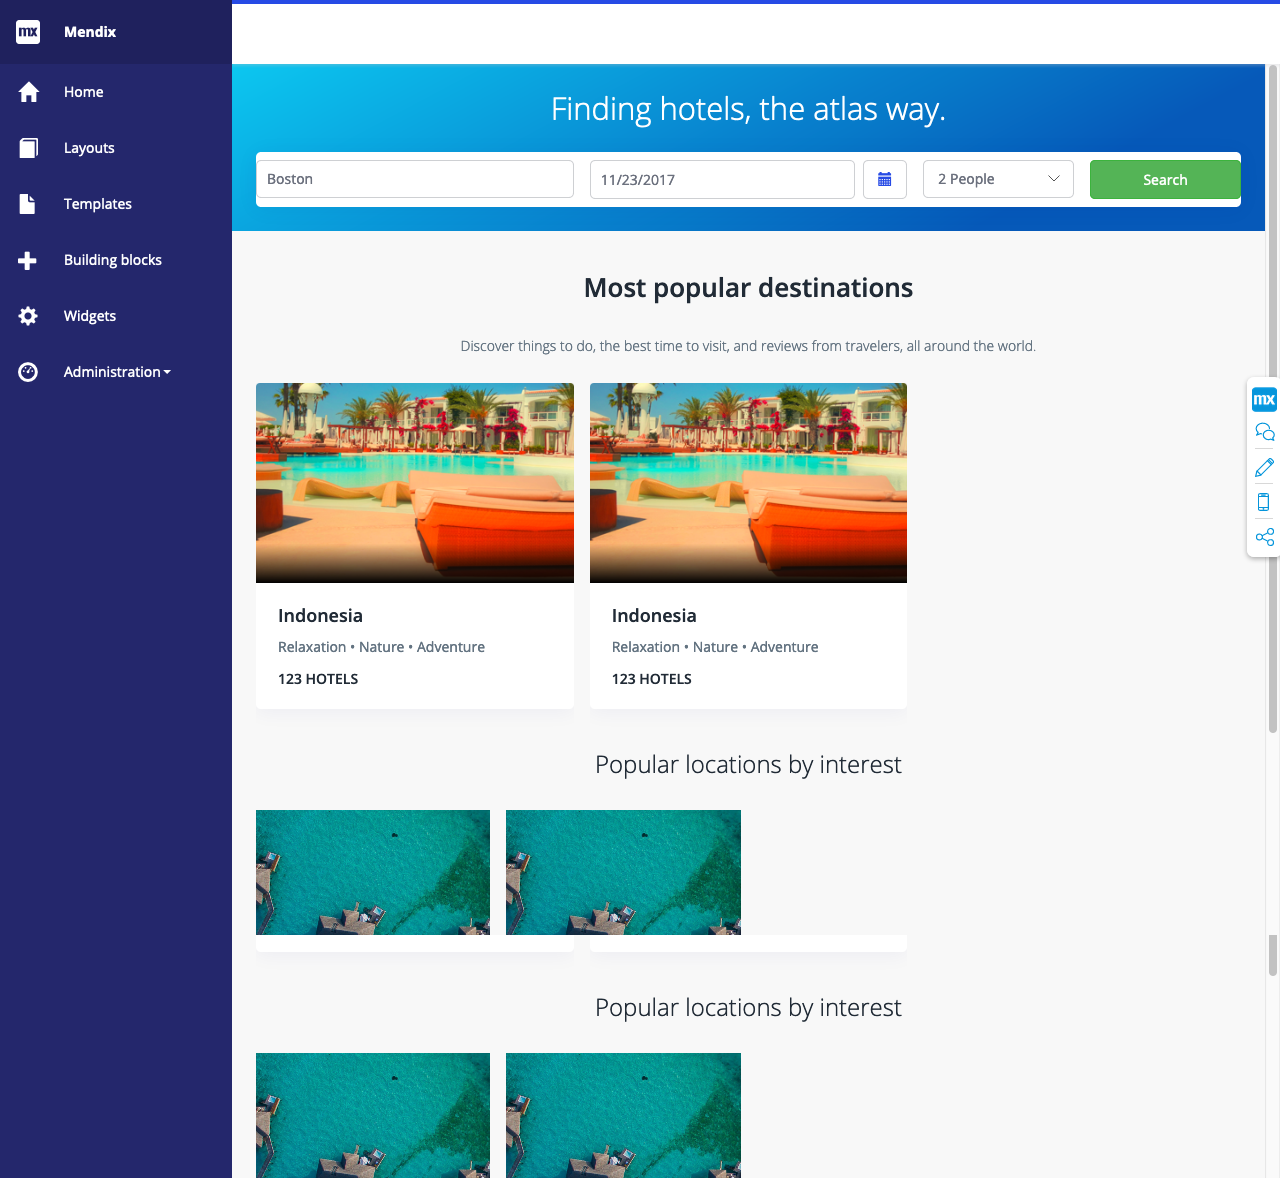 mx Mendix
Home
Layouts
Templates
Building blocks
Widgets
Administration
Finding hotels, the atlas way.
Boston
11/23/2017
2 People
Search
Most popular destinations
Discover things to do, the best time to visit, and reviews from travelers, all around the world.
Indonesia
Relaxation • Nature • Adventure
123 HOTELS
Indonesia
Relaxation • Nature • Adventure
123 HOTELS
mx
Popular locations by interest
Popular locations by interest